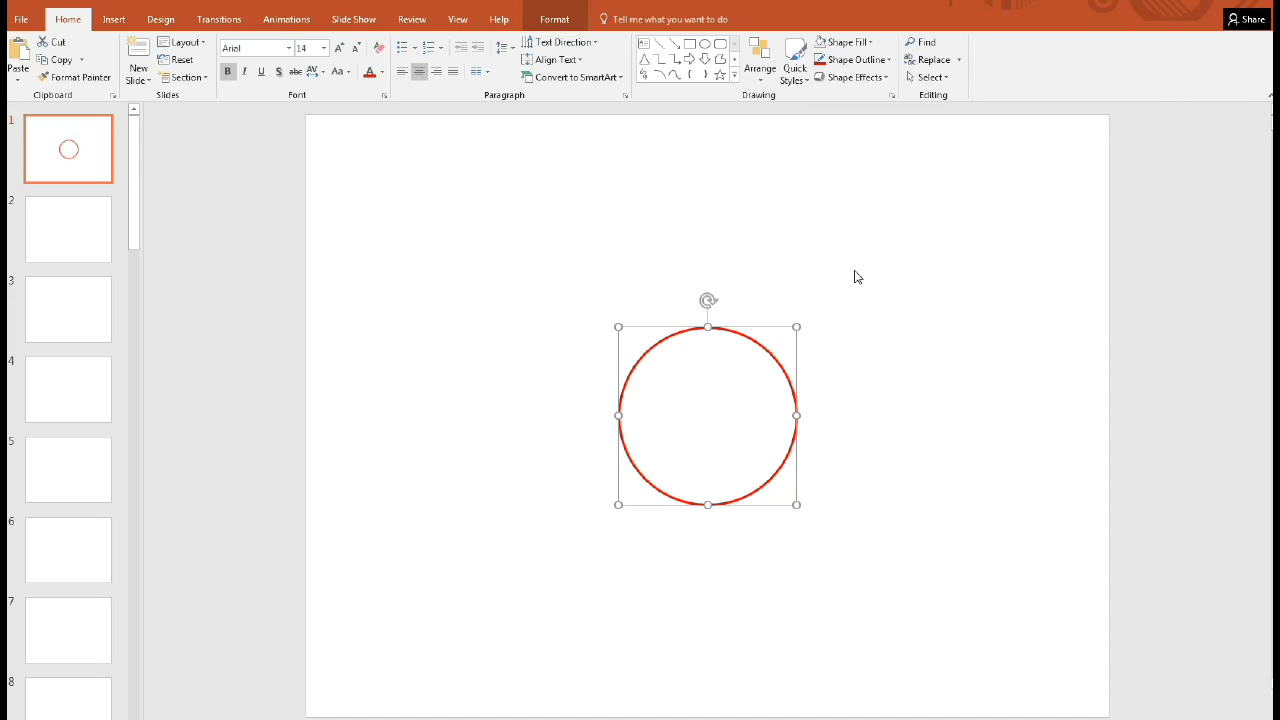 File Home Insert Design Transitions Animations Slide Show Review View Help Format Tell me what you want to do Share
Paste Cut Copy Format Painter
New Slide Layout Reset Section
Arial 14
B I U S abc AV Aa A
Text Direction Align Text Convert to SmartArt
Arrange Quick Styles Shape Fill Shape Outline Shape Effects
Find Replace Select
Clipboard Slides Font Paragraph Drawing Editing
1
2
3
4
5
6
7
8